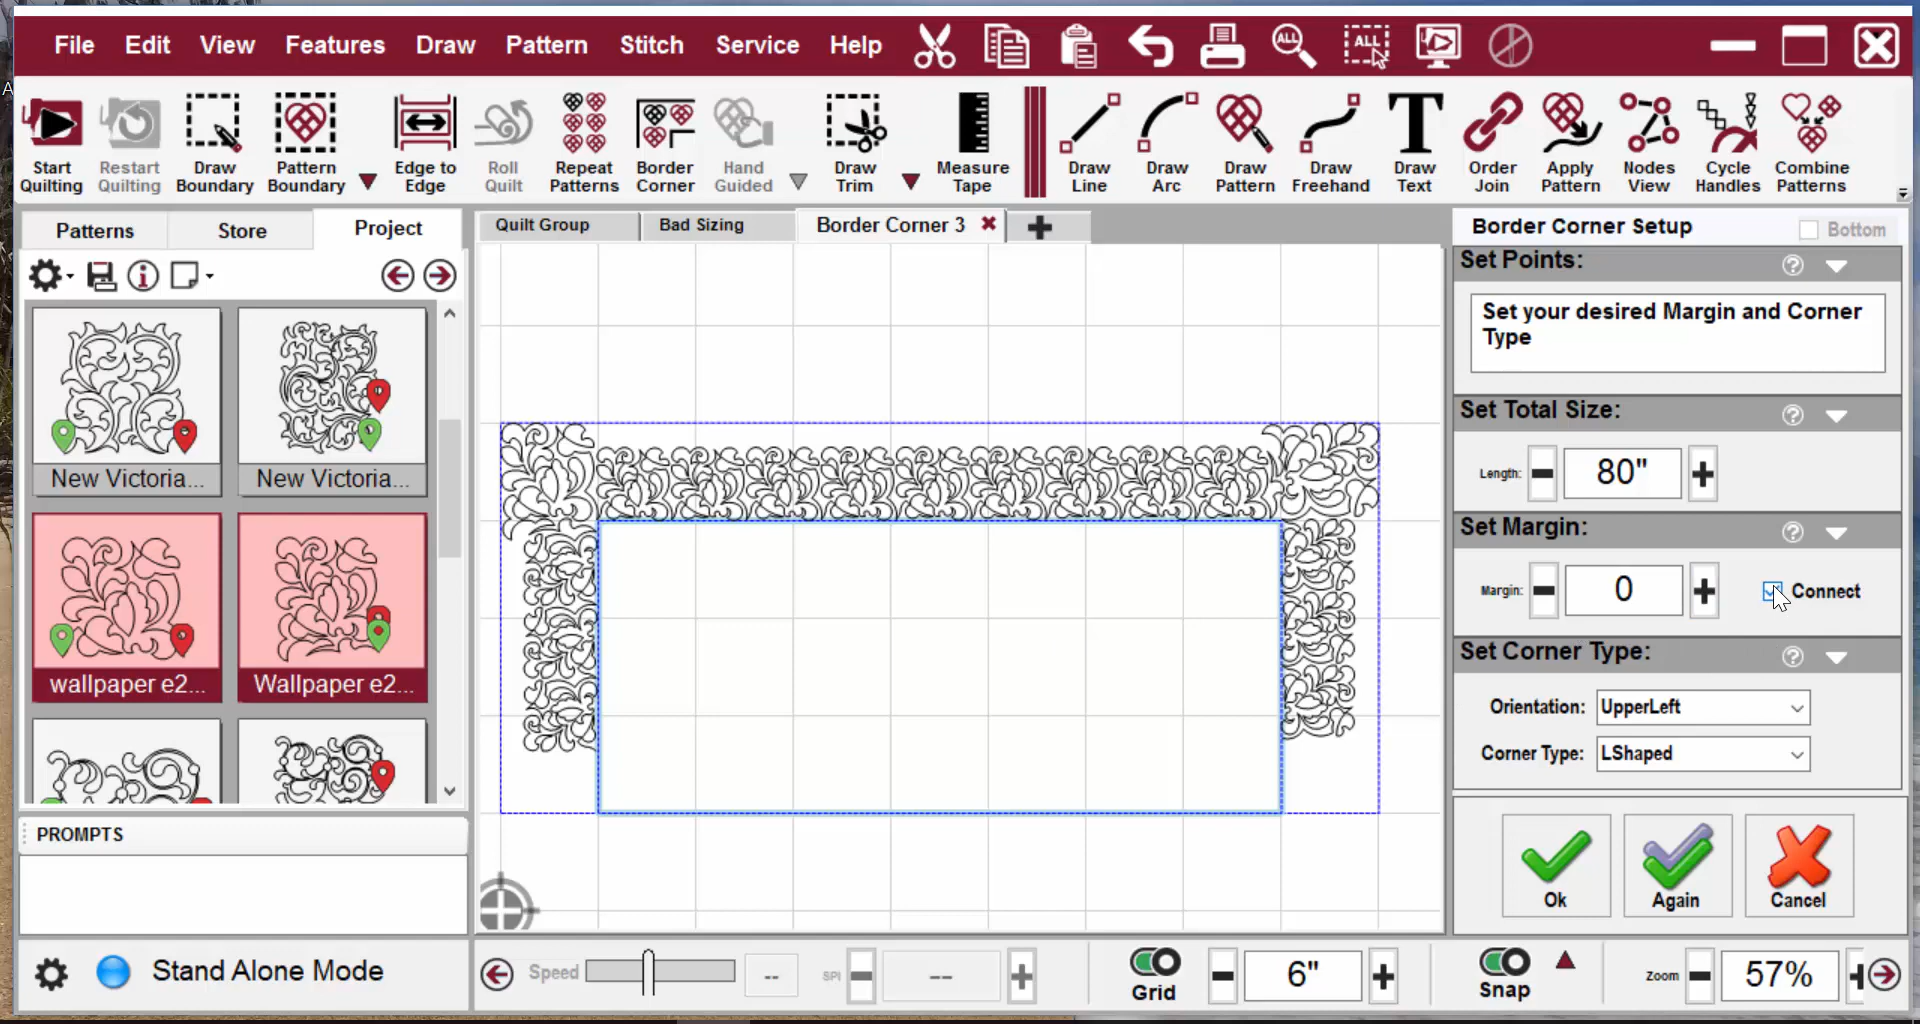 File Edit View Features Draw Pattern Stitch Service Help
ALL
ALL
Start Quilting
Restart Quilting
Draw Boundary
Pattern Boundary
Edge to Edge
Roll Quilt
Repeat Patterns
Border Corner
Hand Guided
Draw Trim
Measure Tape
Draw Line
Draw Arc
Draw Pattern
Draw Freehand
T
Draw Text
Order Join
Apply Pattern
Nodes View
Cycle Handles
Combine Patterns
Patterns Store Project
Quilt Group Bad Sizing Border Corner 3
Border Corner Setup Bottom
Set Points:
Set your desired Margin and Corner
Type
Set Total Size:
Length: 80"
Set Margin:
Margin: 0 Connect
Set Corner Type:
Orientation: UpperLeft
Corner Type: LShaped
Ok Again Cancel
New Victoria... New Victoria...
wallpaper e2... Wallpaper e2...
PROMPTS
Stand Alone Mode
Speed -- SPI -- Grid 6" Snap Zoom 57%